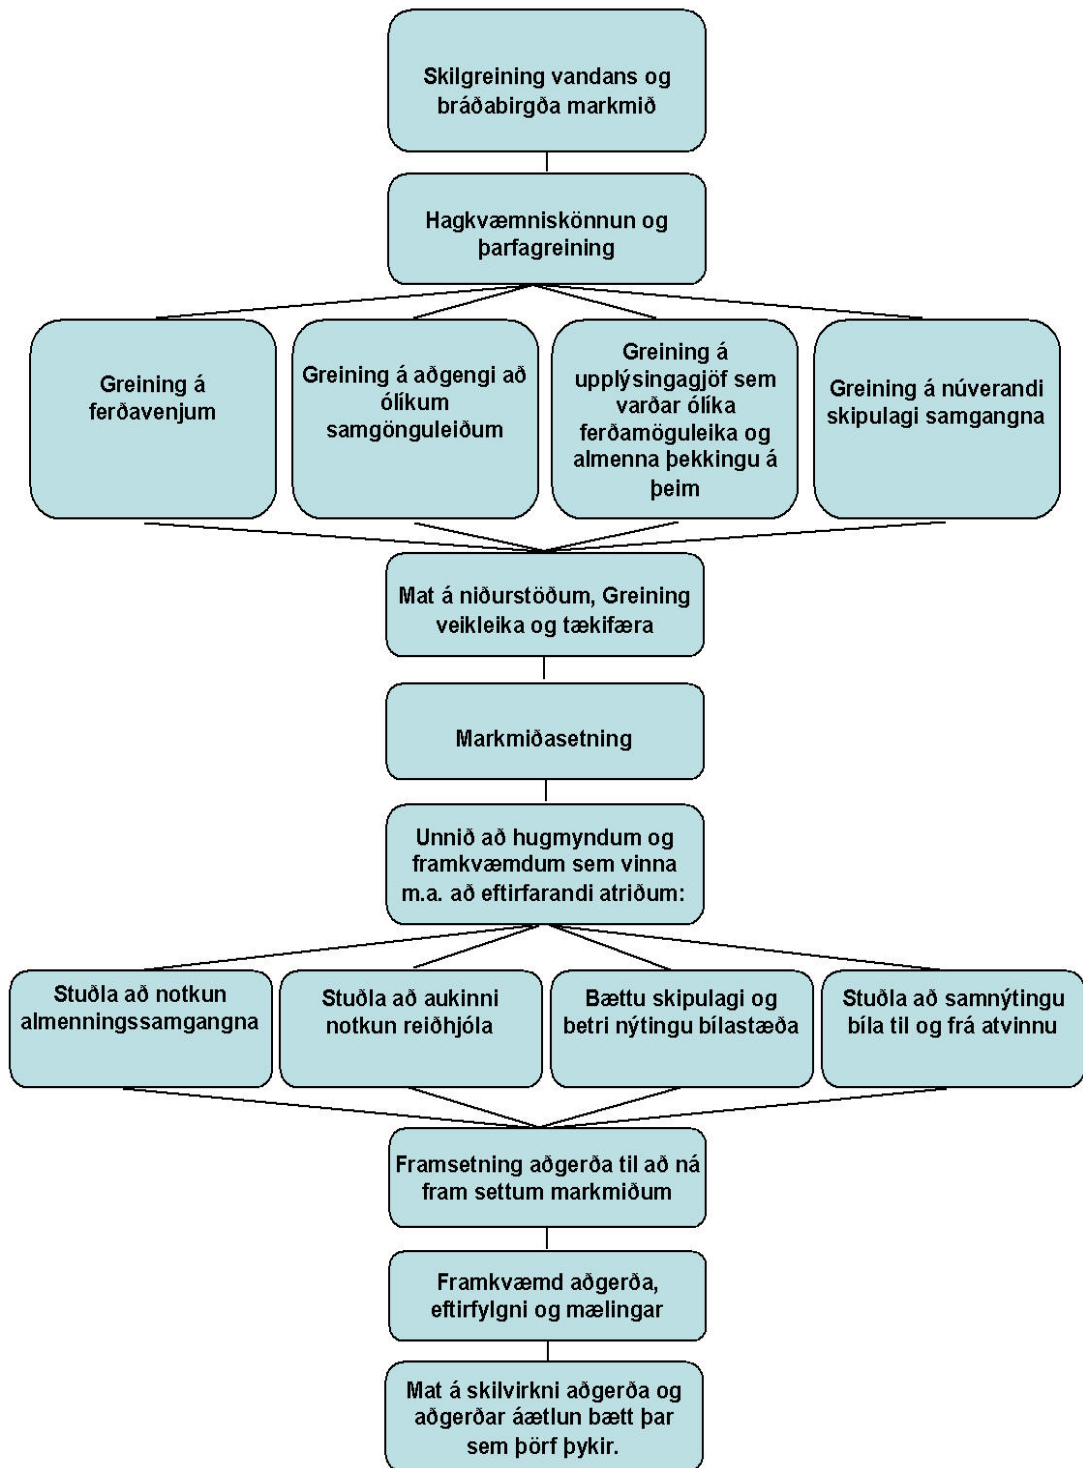 Skilgreining vandans og
bráðabirgða markmið
Hagkvæmniskönnun og
þarfagreining
Greining á
ferðavenjum
Greining á aðgengi að
ólíkum
samgönguleiðum
Greining á
upplýsingagjöf sem
varðar ólíka
ferðamöguleika og
almenna þekkingu á
þeim
Greining á núverandi
skipulagi samgangna
Mat á niðurstöðum, Greining
veikleika og tækifæra
Markmiðasetning
Unnið að hugmyndum og
framkvæmdum sem vinna
m.a. að eftirfarandi atriðum:
Stuðla að notkun
almenningssamgangna
Stuðla að aukinni
notkun reiðhjóla
Bættu skipulagi og
betri nýtingu bílastæða
Stuðla að samnýtingu
bíla til og frá atvinnu
Framsetning aðgerða til að ná
fram settum markmiðum
Framkvæmd aðgerða,
eftirfylgni og mælingar
Mat á skilvirkni aðgerða og
aðgerðar áætlun bætt þar
sem þörf þykir.